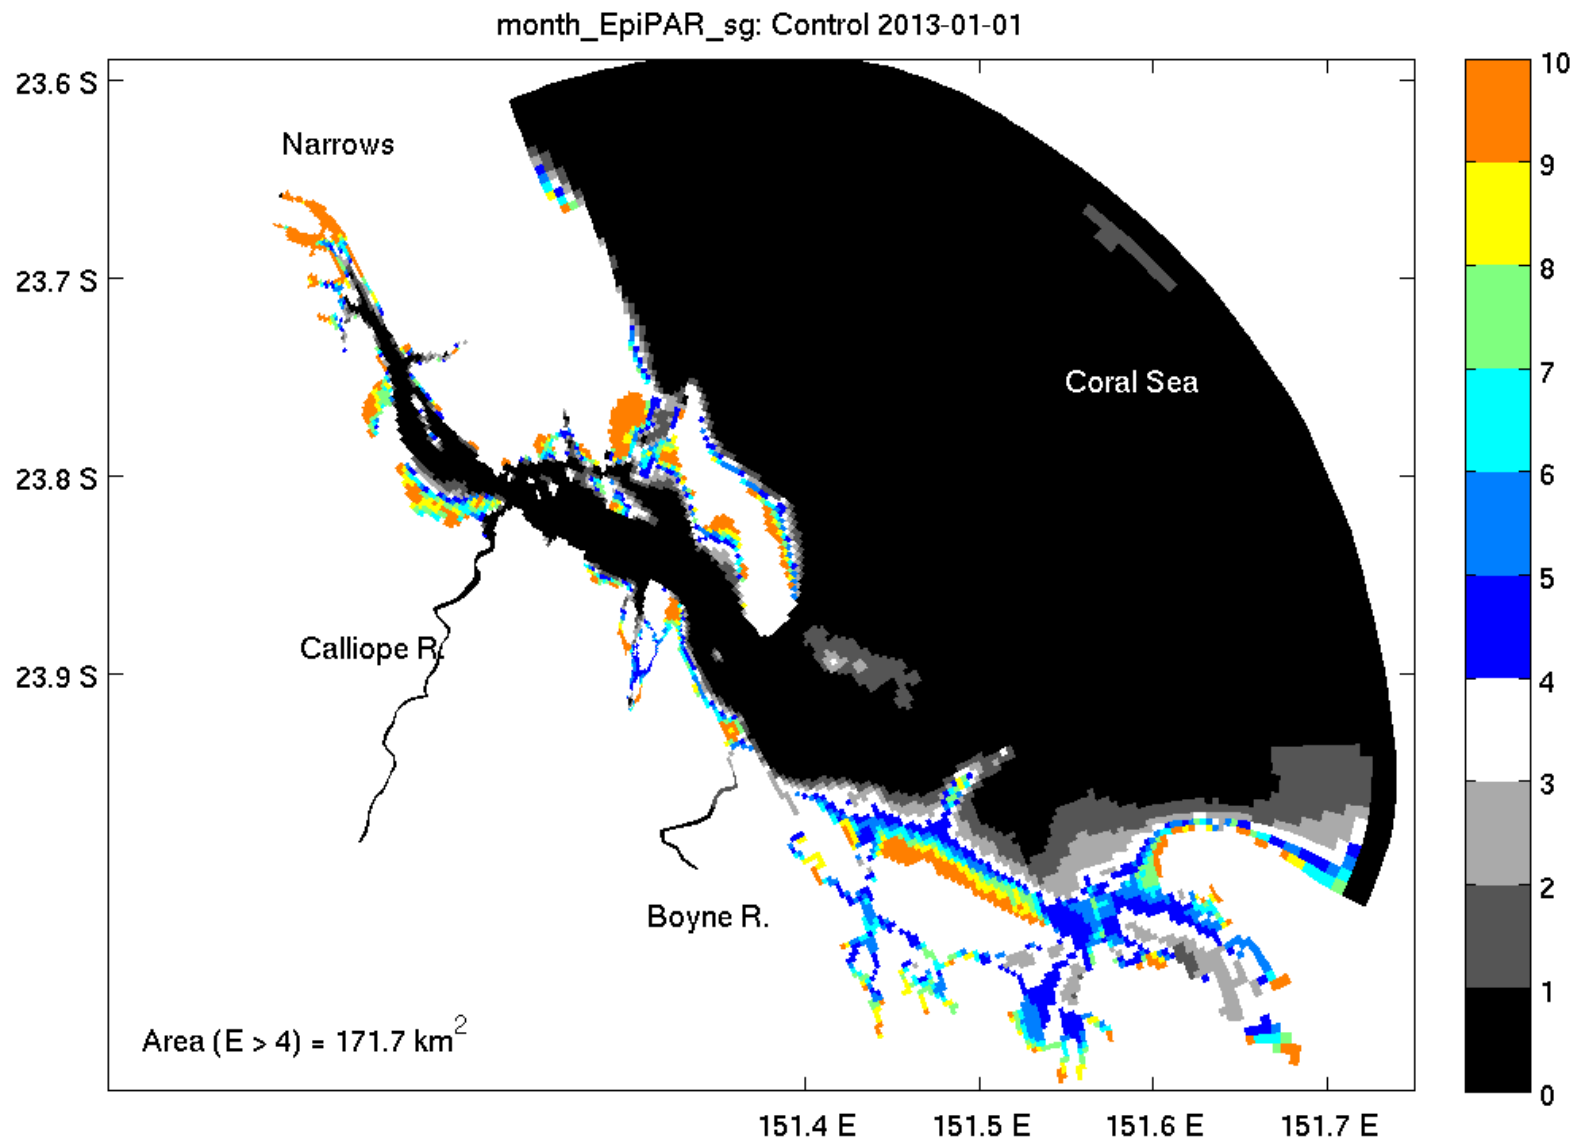 month_EpiPAR_sg: Control 2013-01-01
23.6 S
23.7 S
23.8 S
23.9 S
Narrows
Coral Sea
Calliope R.
Boyne R.
Area (E > 4) = 171.7 km²
151.4 E
151.5 E
151.6 E
151.7 E
10
9
8
7
6
5
4
3
2
1
0